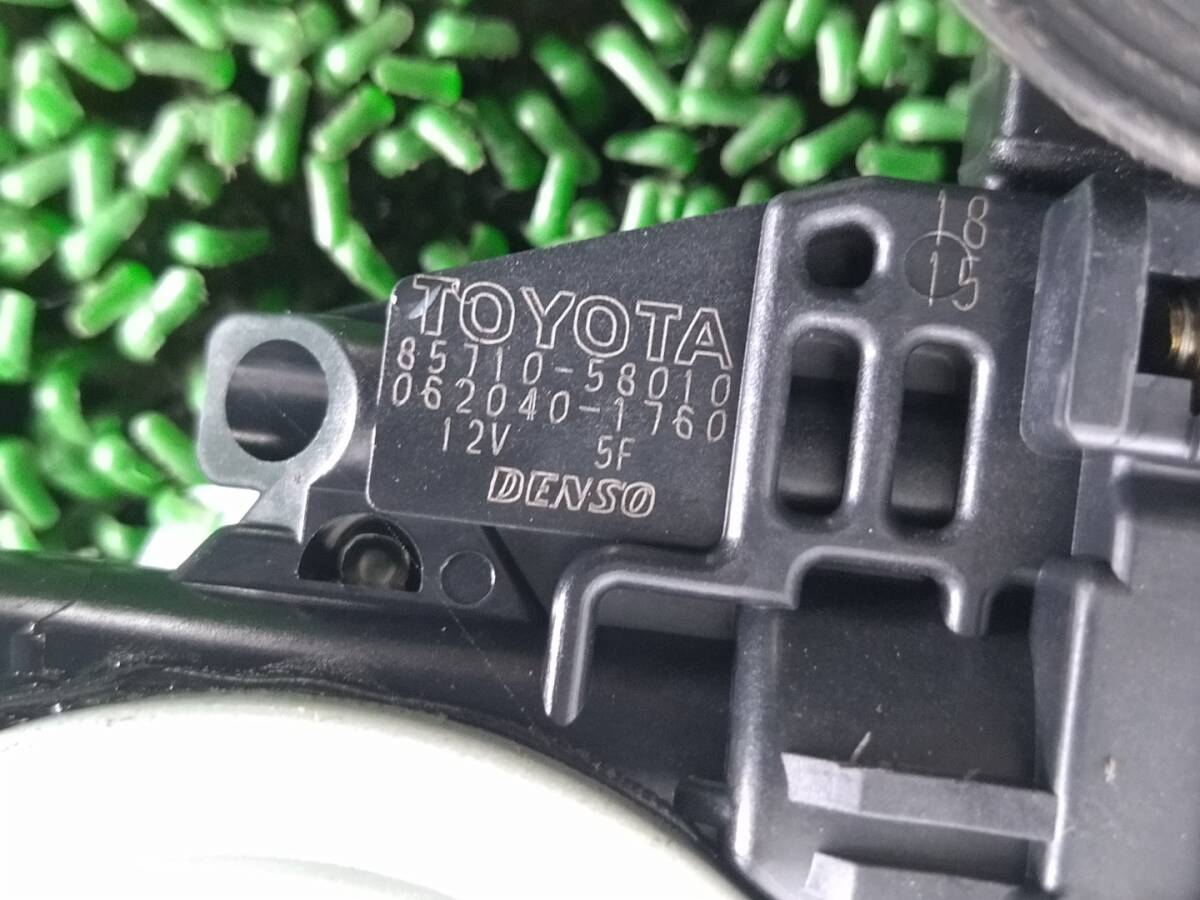 TOYOTA
85710-58010
062040-1760
12V 5F
DENSO
18
15